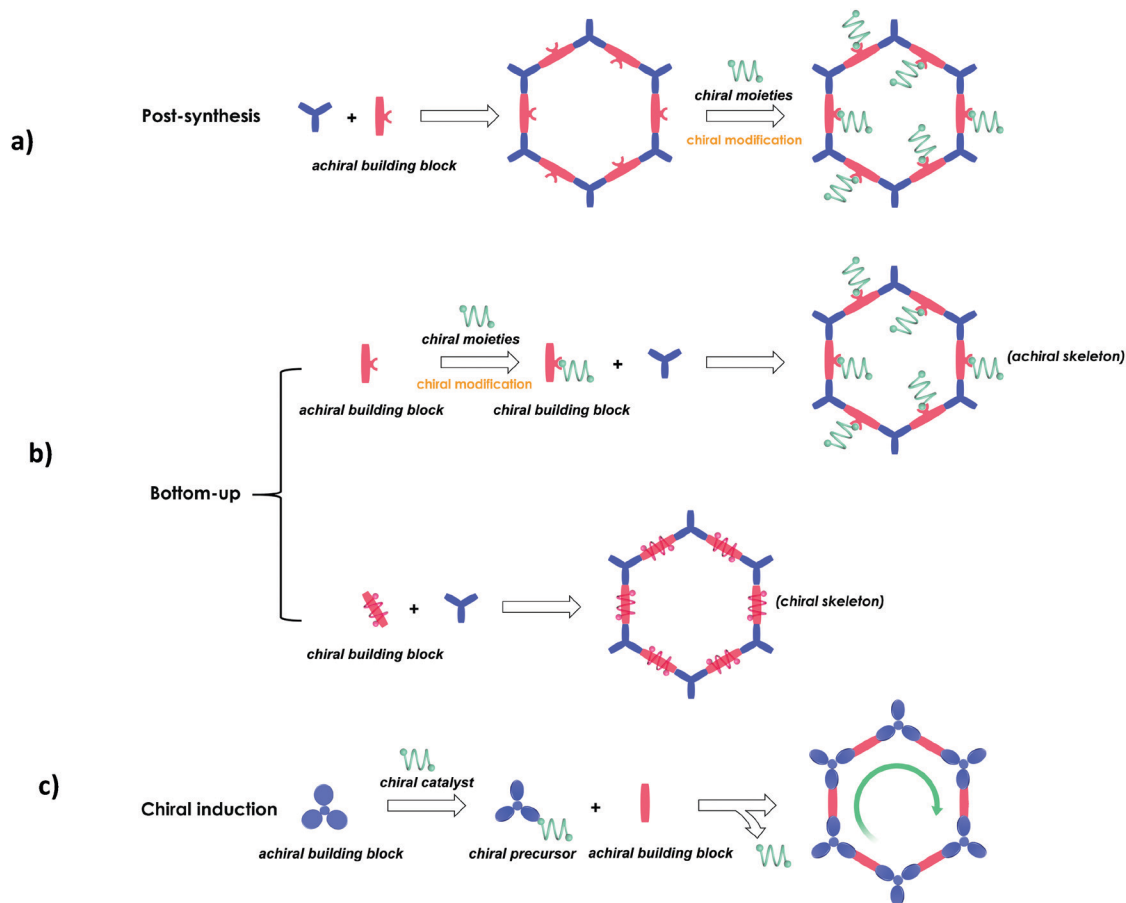 a)
Post-synthesis
+
achiral building block
chiral moieties
chiral modification
b)
Bottom-up
achiral building block
chiral moieties
chiral modification
chiral building block
+
(achiral skeleton)
chiral building block
+
(chiral skeleton)
c)
Chiral induction
achiral building block
chiral catalyst
chiral precursor
+
achiral building block